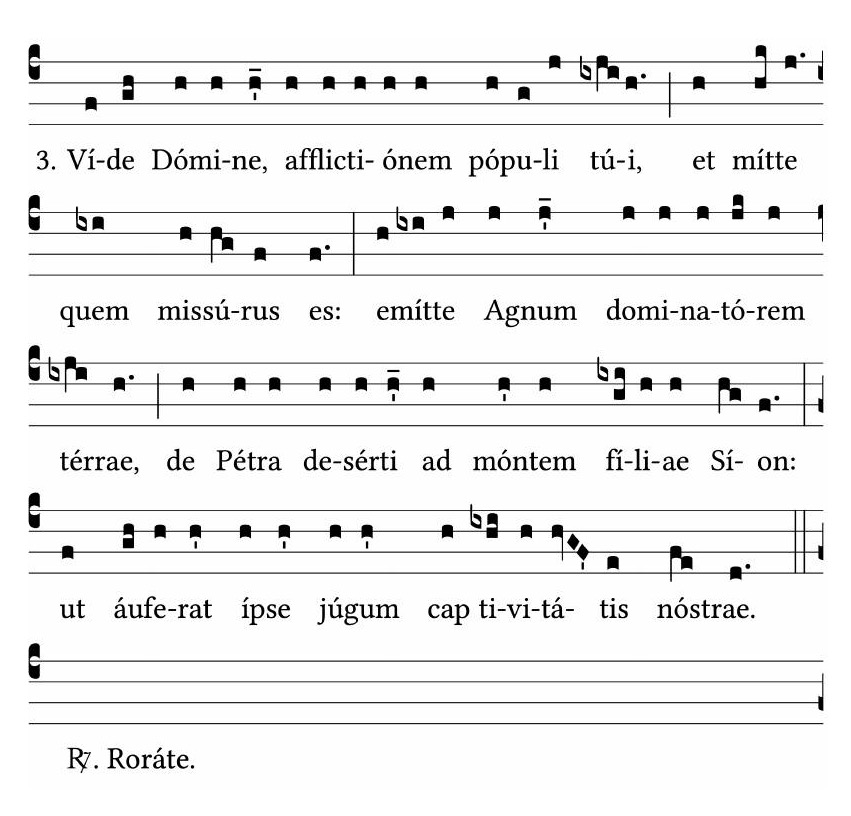 3. Ví-de Dómi-ne, afflicti-ónem pópu-li tú-i, et mítte
quem missú-rus es: emítte Agnum domi-na-tó-rem
térrae, de Pétra de-sérti ad móntem fí-li-ae Sí-on:
ut áufe-rat ípse júgum cap ti-vi-tá-tis nóstrae.
℟. Roráte.